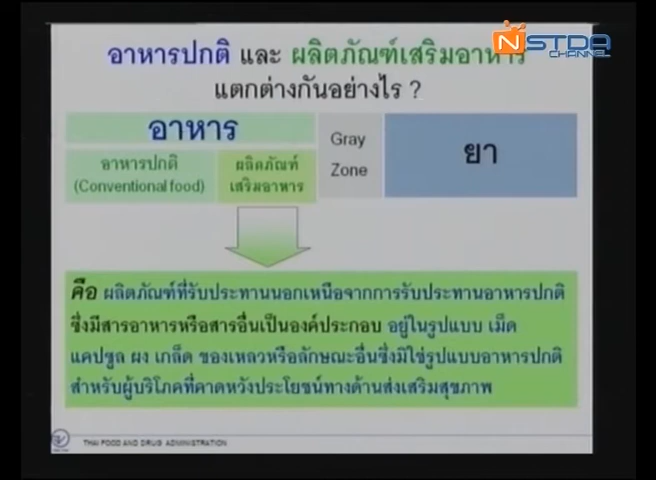 NSTDA
CHANNEL
อาหารปกติ และ ผลิตภัณฑ์เสริมอาหาร
แตกต่างกันอย่างไร ?
อาหาร
Gray
Zone
ยา
อาหารปกติ
(Conventional food)
ผลิตภัณฑ์
เสริมอาหาร
คือ ผลิตภัณฑ์ที่รับประทานนอกเหนือจากการรับประทานอาหารปกติ
ซึ่งมีสารอาหารหรือสารอื่นเป็นองค์ประกอบ อยู่ในรูปแบบ เม็ด
แคปซูล ผง เกล็ด ของเหลวหรือลักษณะอื่นซึ่งมิใช่รูปแบบอาหารปกติ
สำหรับผู้บริโภคที่คาดหวังประโยชน์ทางด้านส่งเสริมสุขภาพ
THAI FOOD AND DRUG ADMINISTRATION